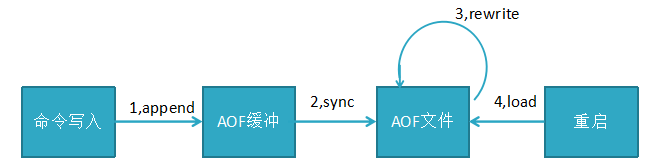 3,rewrite
1,append
2,sync
4,load
命令写入
AOF缓冲
AOF文件
重启